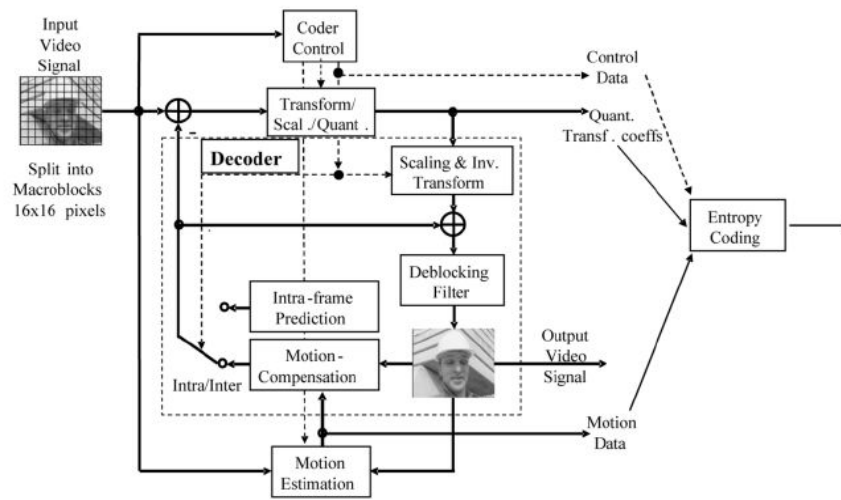 Input
Video
Signal
Split into
Macroblocks
16x16 pixels
Coder
Control
Transform/
Scal./Quant.
-
Decoder
Scaling & Inv.
Transform
Deblocking
Filter
Intra-frame
Prediction
Motion-
Compensation
Intra/Inter
Motion
Estimation
Control
Data
Quant.
Transf. coeffs
Entropy
Coding
Output
Video
Signal
Motion
Data